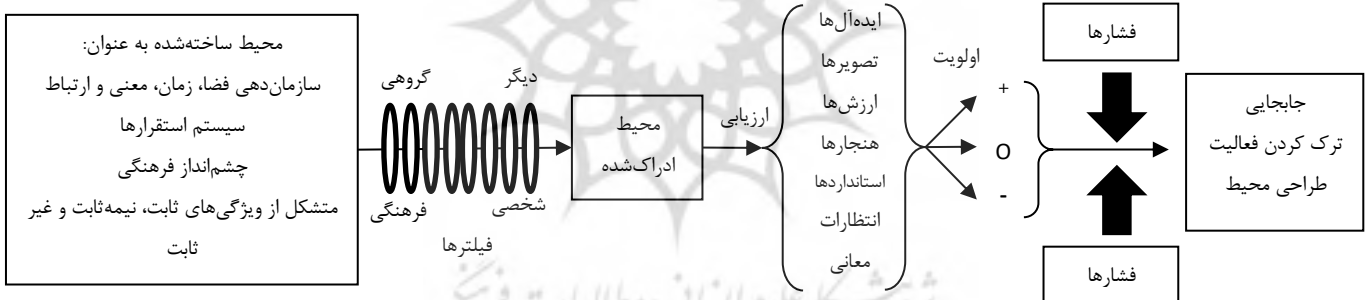 محیط ساخته‌شده به عنوان:
سازمان‌دهی فضا، زمان، معنی و ارتباط
سیستم استقرارها
چشم‌انداز فرهنگی
متشکل از ویژگی‌های ثابت، نیمه‌ثابت و غیر
ثابت
گروهی
دیگر
فرهنگی
شخصی
فیلترها
محیط
ادراک‌شده
ارزیابی
ایده‌آل‌ها
تصویرها
ارزش‌ها
هنجارها
استانداردها
انتظارات
معانی
اولویت
+
O
-
فشارها
فشارها
جابجایی
ترک کردن فعالیت
طراحی محیط